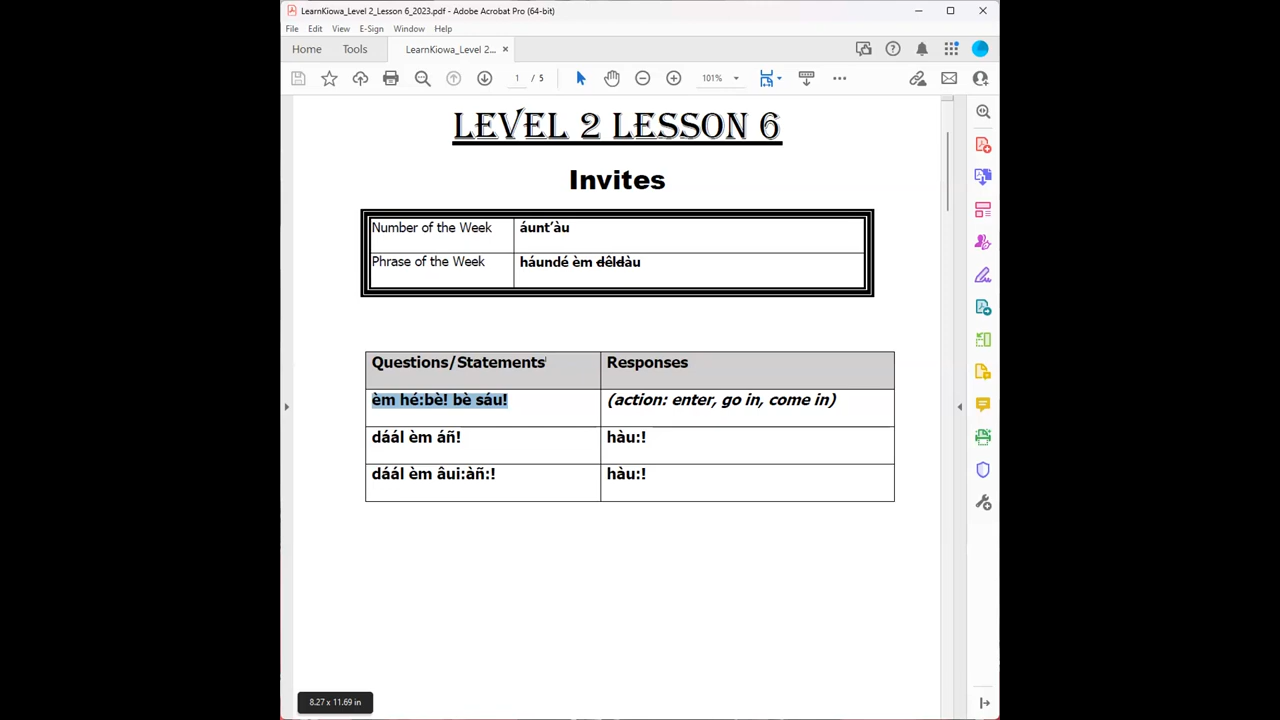 LearnKiowa_Level 2_Lesson 6_2023.pdf - Adobe Acrobat Pro (64-bit)
File Edit View E-Sign Window Help
Home Tools LearnKiowa_Level 2... ×
1 / 5 101%
LEVEL 2 LESSON 6
Invites
Number of the Week áunt'àu
Phrase of the Week háundé èm dêldàu
Questions/Statements Responses
èm hé:bè! bè sáu! (action: enter, go in, come in)
dáál èm áñ! hàu:!
dáál èm âui:àñ:! hàu:!
8.27 x 11.69 in